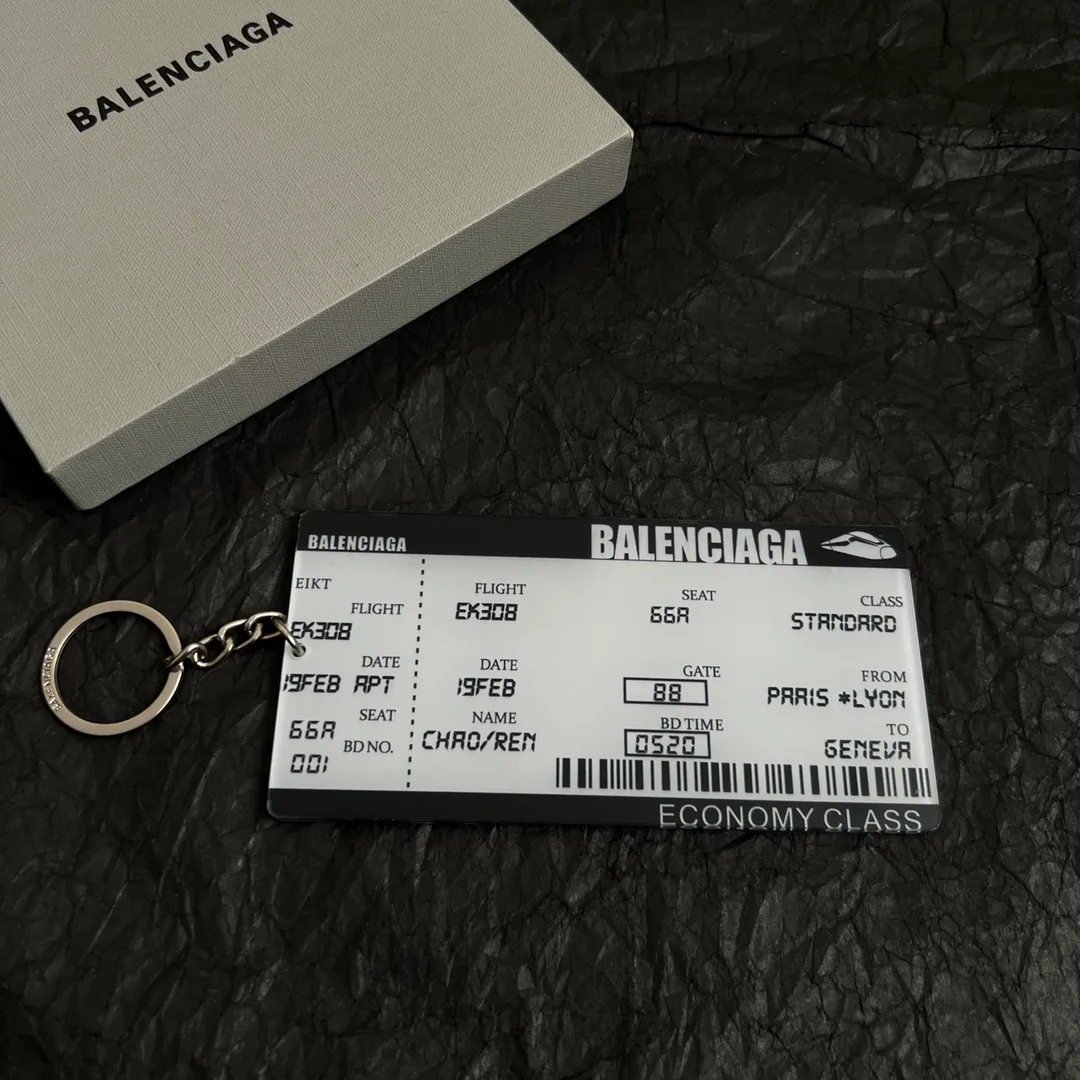 BALENCIAGA
BALENCIAGA
BALENCIAGA
EIKT
FLIGHT
EK308
DATE
19FEB APT
SEAT
66A
BD NO.
001
FLIGHT
EK308
SEAT
66A
CLASS
STANDARD
DATE
19FEB
GATE
88
FROM
PARIS *LYON
NAME
CHAO/REN
BD TIME
0520
TO
GENEVA
ECONOMY CLASS
BALENCIAGA